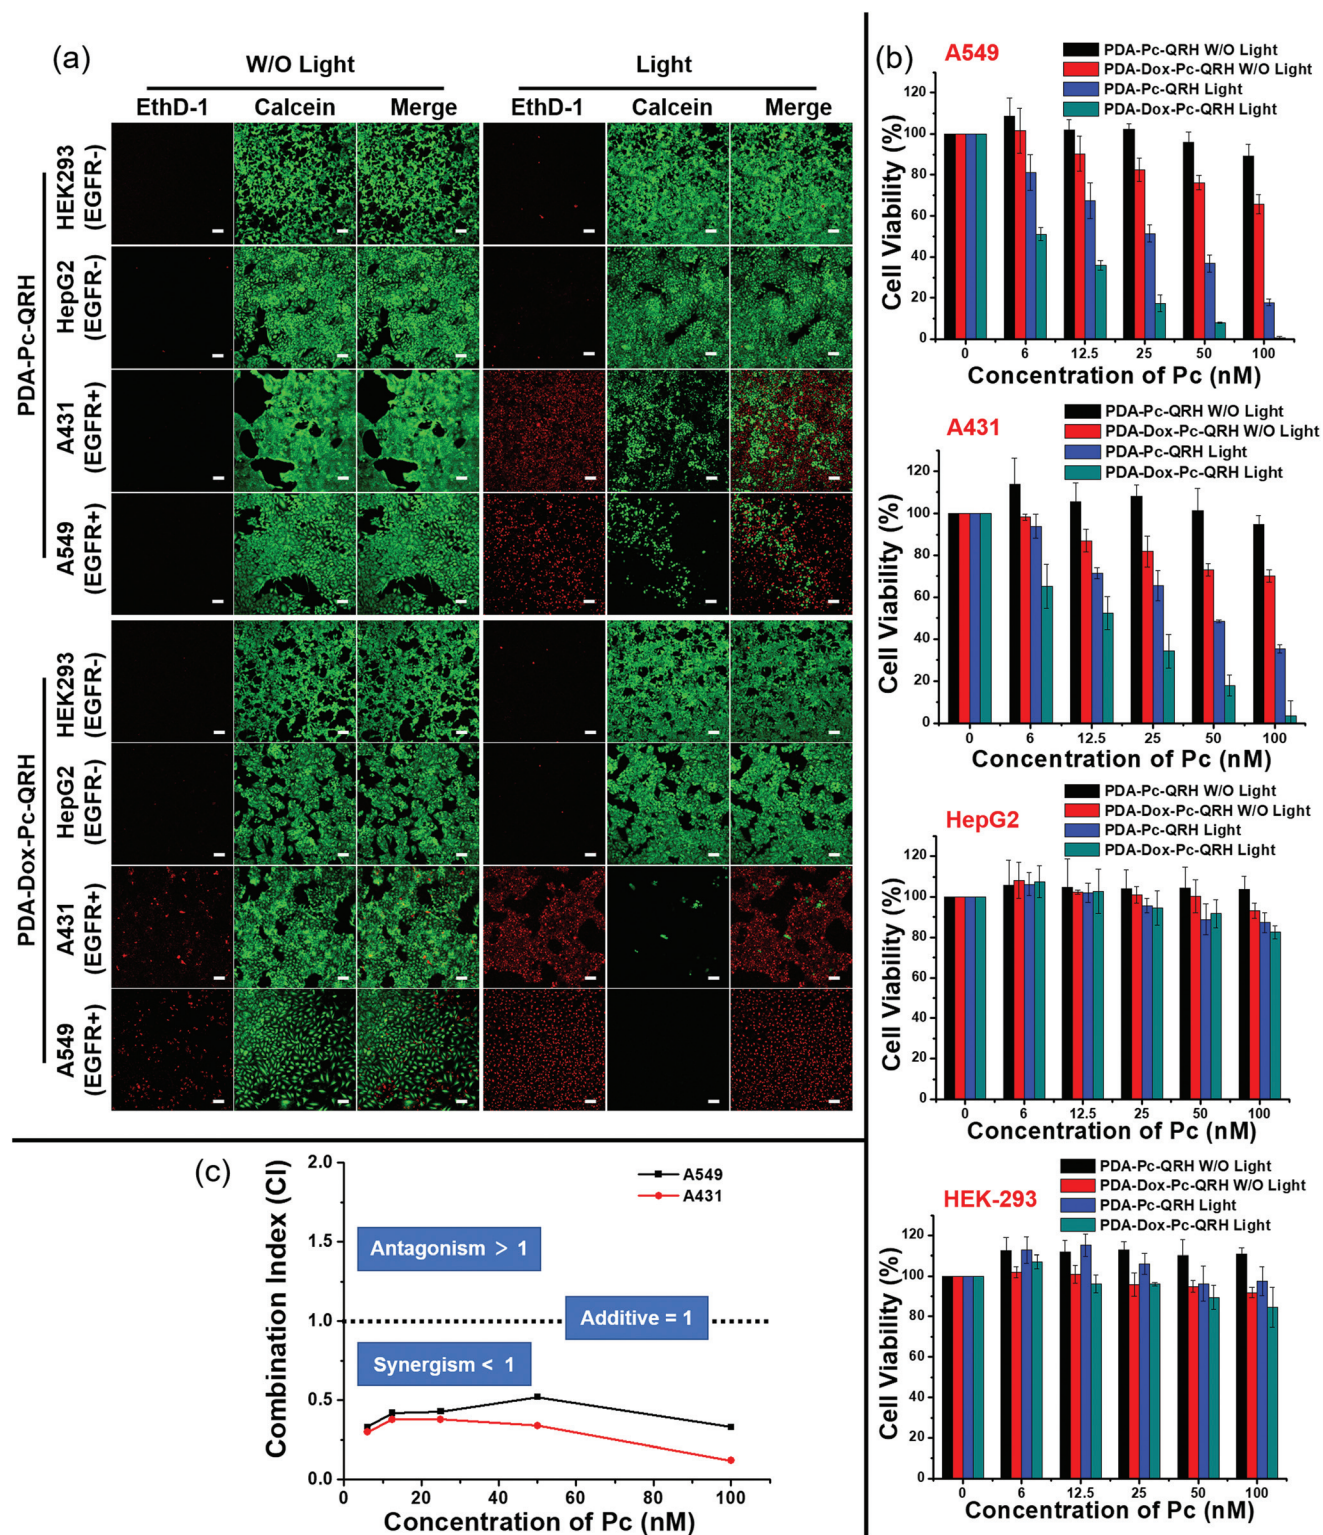 (a)
W/O Light
Light
EthD-1 Calcein Merge EthD-1 Calcein Merge
PDA-Pc-QRH
HEK293
(EGFR-)
HepG2
(EGFR-)
A431
(EGFR+)
A549
(EGFR+)
PDA-Dox-Pc-QRH
HEK293
(EGFR-)
HepG2
(EGFR-)
A431
(EGFR+)
A549
(EGFR+)
(b)
A549
PDA-Pc-QRH W/O Light
PDA-Dox-Pc-QRH W/O Light
PDA-Pc-QRH Light
PDA-Dox-Pc-QRH Light
Cell Viability (%)
120
100
80
60
40
20
0
0 6 12.5 25 50 100
Concentration of Pc (nM)
A431
PDA-Pc-QRH W/O Light
PDA-Dox-Pc-QRH W/O Light
PDA-Pc-QRH Light
PDA-Dox-Pc-QRH Light
Cell Viability (%)
120
100
80
60
40
20
0
0 6 12.5 25 50 100
Concentration of Pc (nM)
HepG2
PDA-Pc-QRH W/O Light
PDA-Dox-Pc-QRH W/O Light
PDA-Pc-QRH Light
PDA-Dox-Pc-QRH Light
Cell Viability (%)
120
100
80
60
40
20
0
0 6 12.5 25 50 100
Concentration of Pc (nM)
HEK-293
PDA-Pc-QRH W/O Light
PDA-Dox-Pc-QRH W/O Light
PDA-Pc-QRH Light
PDA-Dox-Pc-QRH Light
Cell Viability (%)
120
100
80
60
40
20
0
0 6 12.5 25 50 100
Concentration of Pc (nM)
(c)
Combination Index (CI)
2.0
1.5
1.0
0.5
0.0
A549
A431
Antagonism > 1
Additive = 1
Synergism < 1
0 20 40 60 80 100
Concentration of Pc (nM)